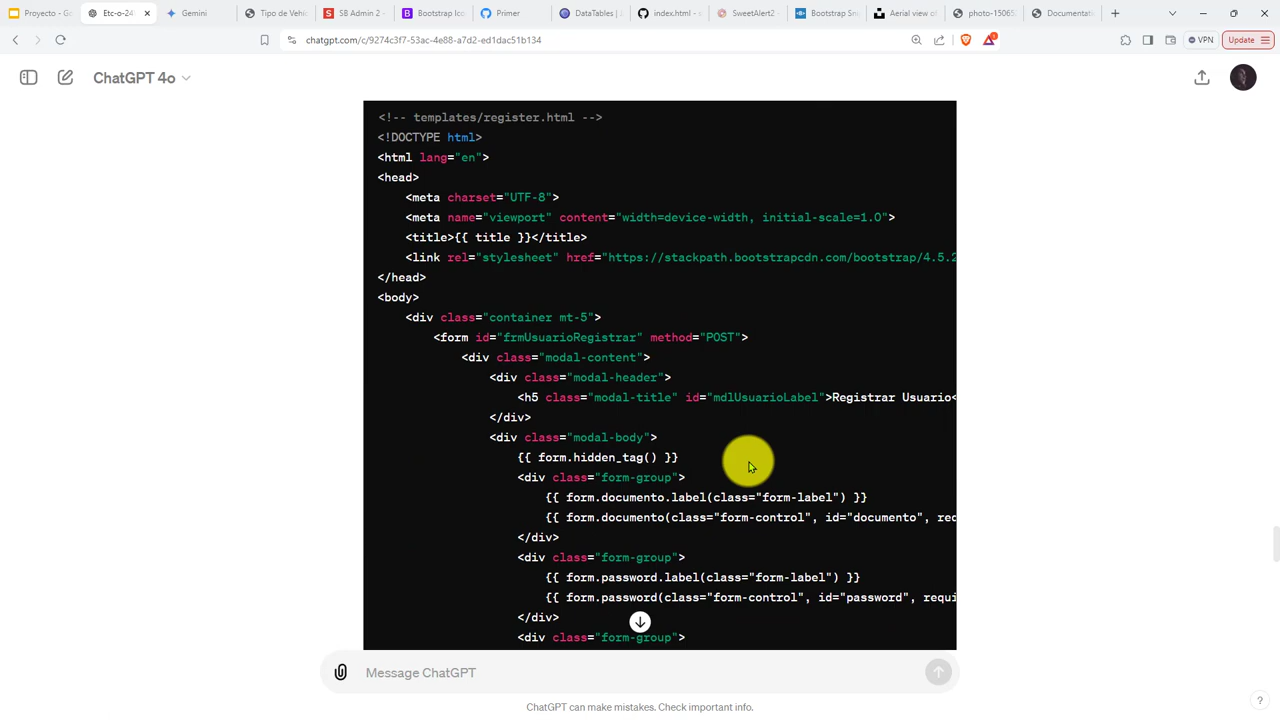 Proyecto - Go
Etc-o-24
Gemini
Tipo de Vehi
SB Admin 2 -
Bootstrap Ico
Primer
DataTables | J
index.html - s
SweetAlert2 -
Bootstrap Sni
Aerial view of
photo-15065
Documentati
chatgpt.com/c/9274c3f7-53ac-4e88-a7d2-ed1dac51b134
1
VPN
Update
ChatGPT 4o
<!-- templates/register.html -->
<!DOCTYPE html>
<html lang="en">
<head>
<meta charset="UTF-8">
<meta name="viewport" content="width=device-width, initial-scale=1.0">
<title>{{ title }}</title>
<link rel="stylesheet" href="https://stackpath.bootstrapcdn.com/bootstrap/4.5.2
</head>
<body>
<div class="container mt-5">
<form id="frmUsuarioRegistrar" method="POST">
<div class="modal-content">
<div class="modal-header">
<h5 class="modal-title" id="mdlUsuarioLabel">Registrar Usuario<
</div>
<div class="modal-body">
{{ form.hidden_tag() }}
<div class="form-group">
{{ form.documento.label(class="form-label") }}
{{ form.documento(class="form-control", id="documento", req
</div>
<div class="form-group">
{{ form.password.label(class="form-label") }}
{{ form.password(class="form-control", id="password", requi
</div>
<div class="form-group">
Message ChatGPT
ChatGPT can make mistakes. Check important info.
?